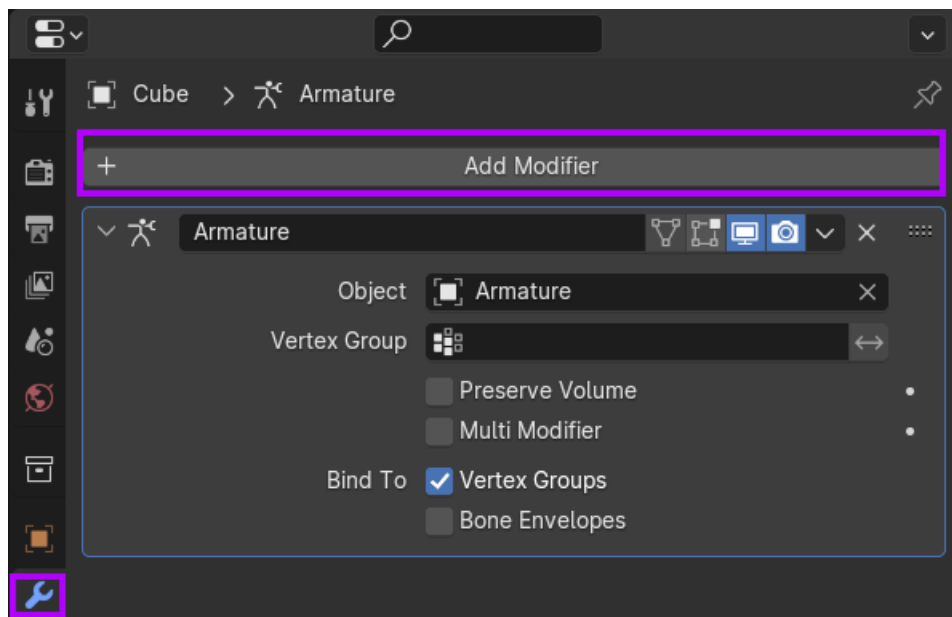 Cube > Armature
+ Add Modifier
Armature
Object Armature
Vertex Group
Preserve Volume
Multi Modifier
Bind To Vertex Groups
Bone Envelopes